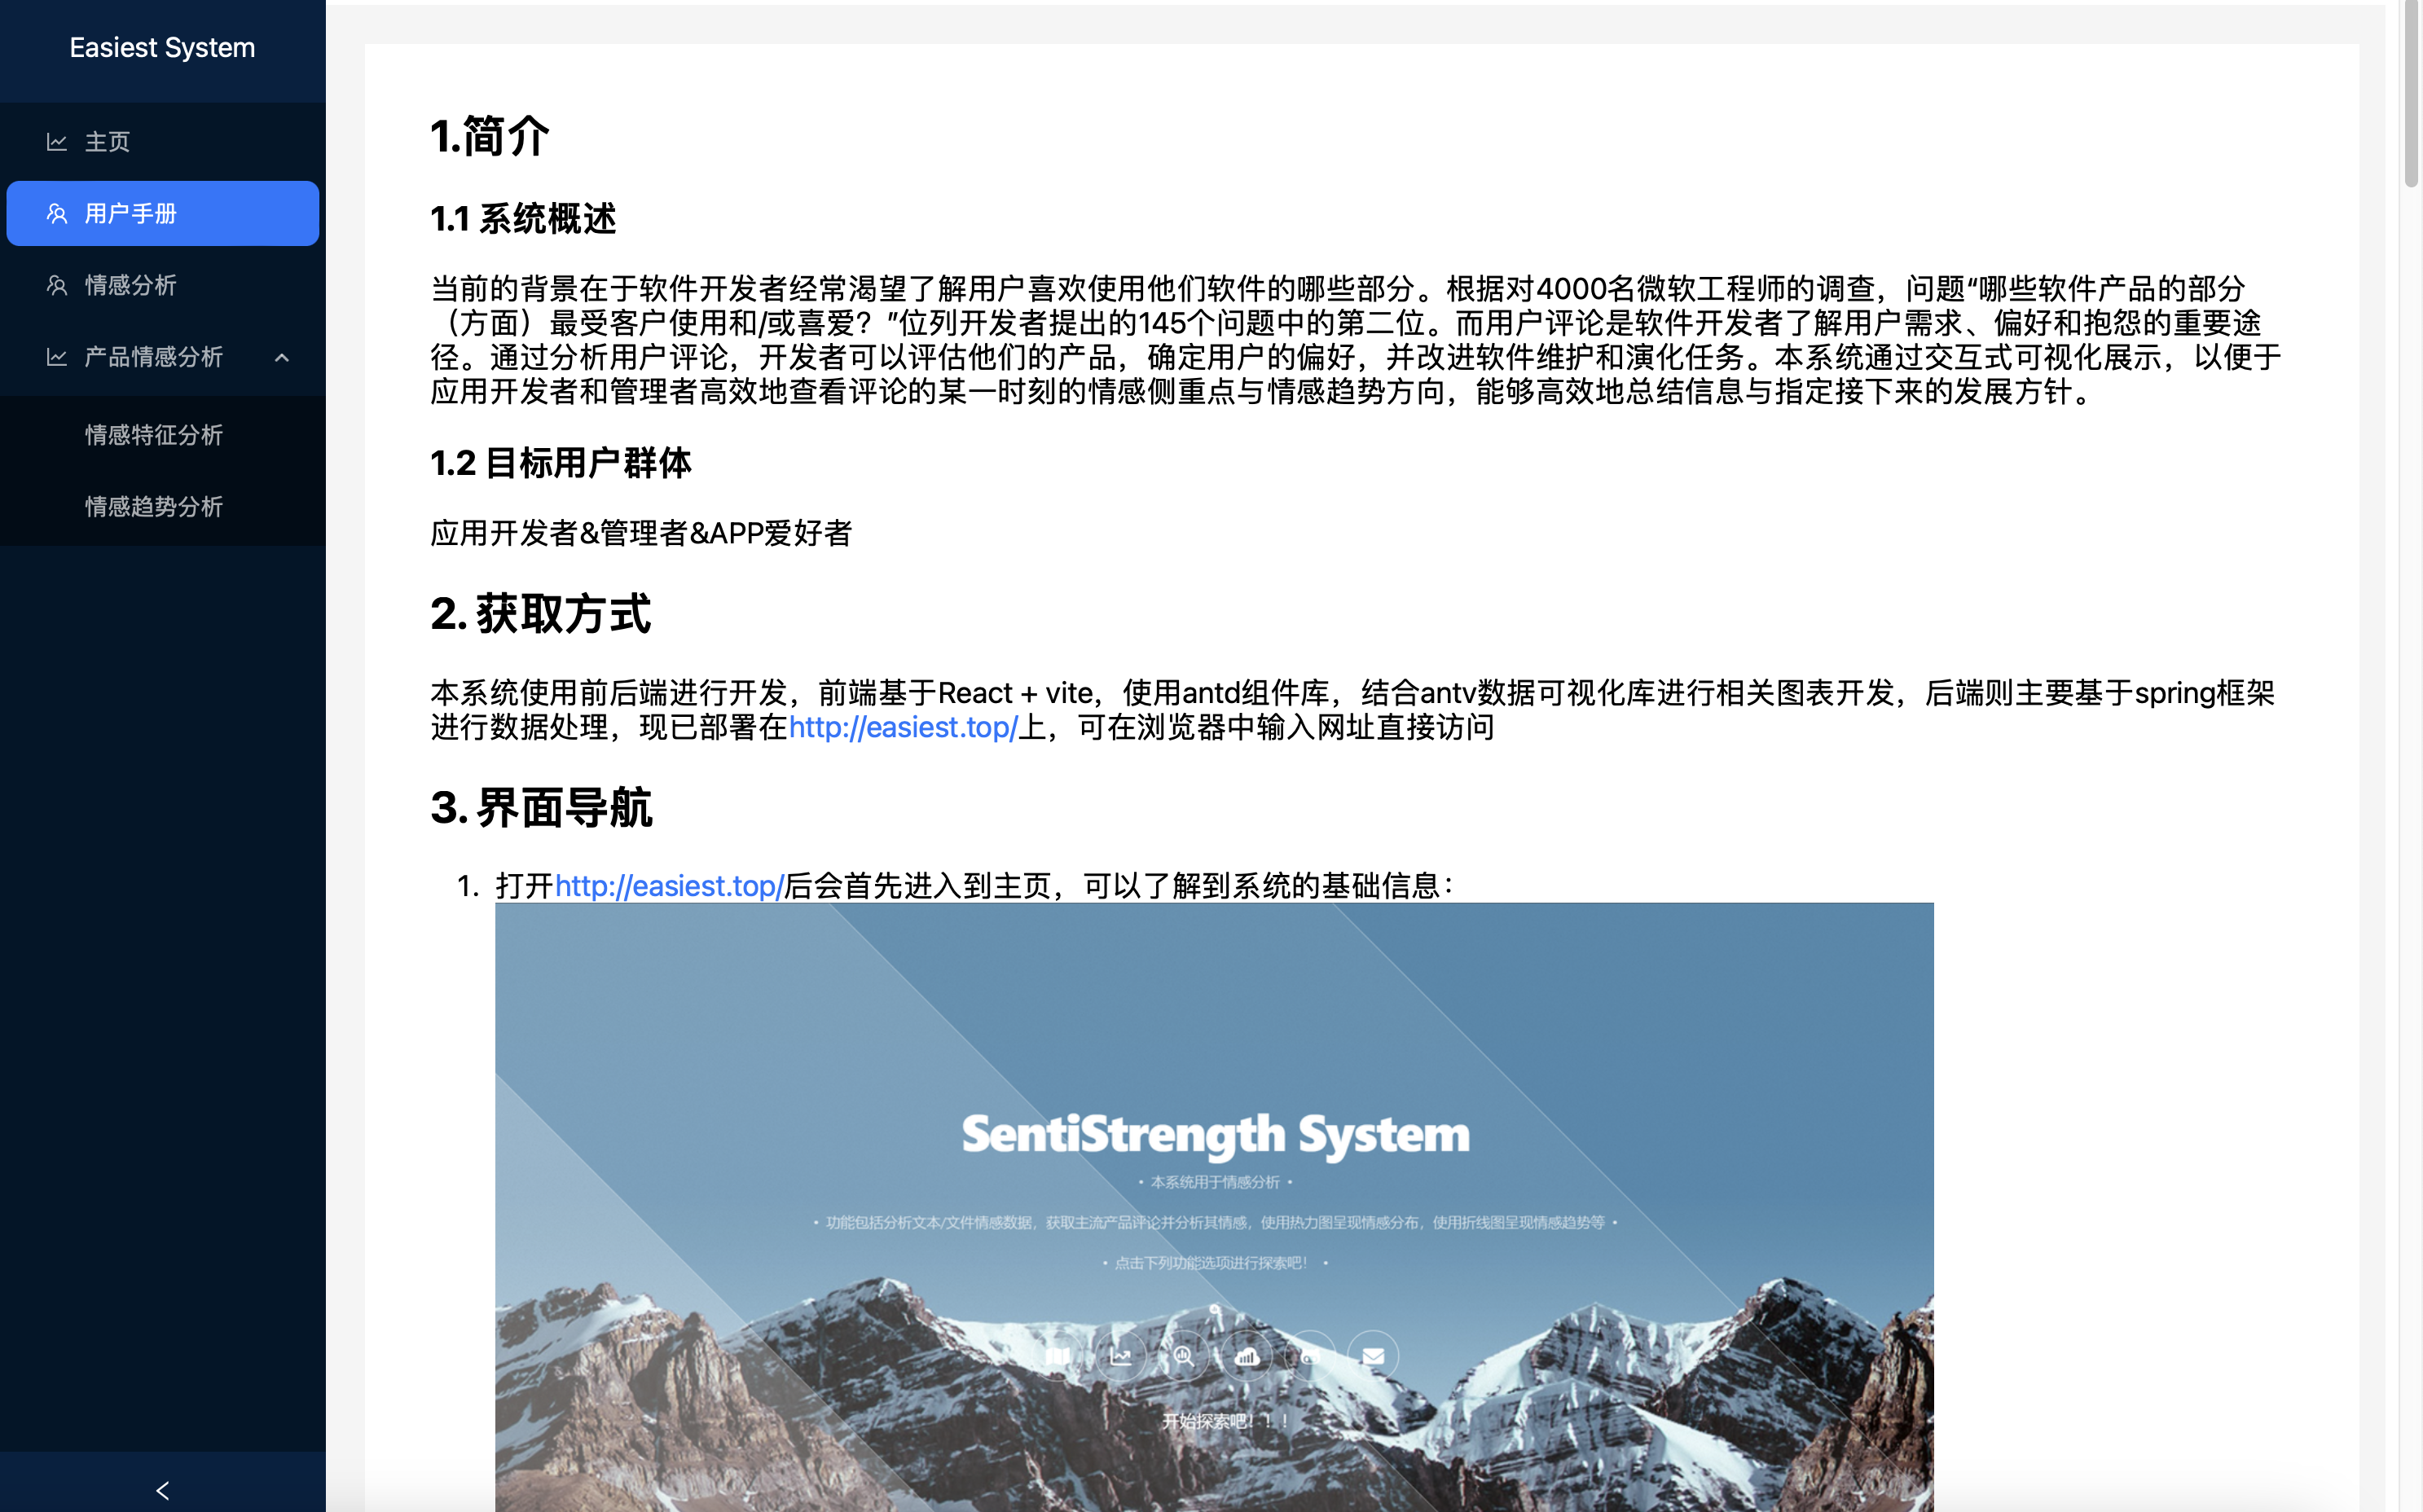 Easiest System
主页
用户手册
情感分析
产品情感分析
情感特征分析
情感趋势分析
1.简介
1.1 系统概述
当前的背景在于软件开发者经常渴望了解用户喜欢使用他们软件的哪些部分。根据对4000名微软工程师的调查，问题“哪些软件产品的部分
（方面）最受客户使用和/或喜爱？”位列开发者提出的145个问题中的第二位。而用户评论是软件开发者了解用户需求、偏好和抱怨的重要途
径。通过分析用户评论，开发者可以评估他们的产品，确定用户的偏好，并改进软件维护和演化任务。本系统通过交互式可视化展示，以便于
应用开发者和管理者高效地查看评论的某一时刻的情感侧重点与情感趋势方向，能够高效地总结信息与指定接下来的发展方针。
1.2 目标用户群体
应用开发者&管理者&APP爱好者
2. 获取方式
本系统使用前后端进行开发，前端基于React + vite，使用antd组件库，结合antv数据可视化库进行相关图表开发，后端则主要基于spring框架
进行数据处理，现已部署在http://easiest.top/上，可在浏览器中输入网址直接访问
3. 界面导航
1. 打开http://easiest.top/后会首先进入到主页，可以了解到系统的基础信息：
SentiStrength System
• 本系统用于情感分析 •
• 功能包括分析文本/文件情感数据，获取主流产品评论并分析其情感，使用热力图呈现情感分布，使用折线图呈现情感趋势等 •
• 点击下列功能选项进行探索吧！ •
开始探索吧！！！